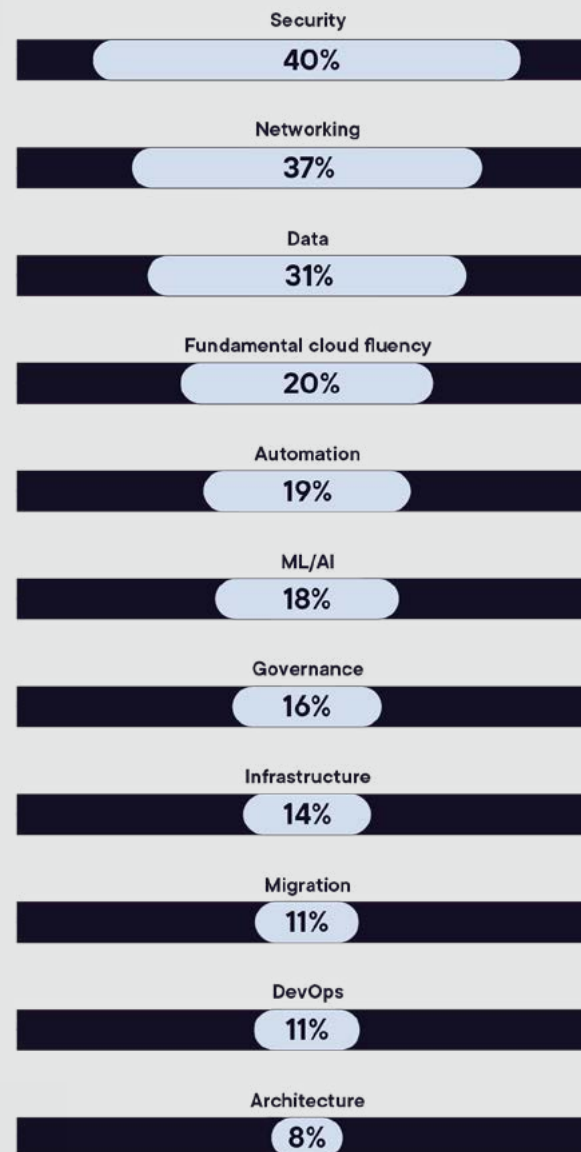 Security
40%
Networking
37%
Data
31%
Fundamental cloud fluency
20%
Automation
19%
ML/AI
18%
Governance
16%
Infrastructure
14%
Migration
11%
DevOps
11%
Architecture
8%